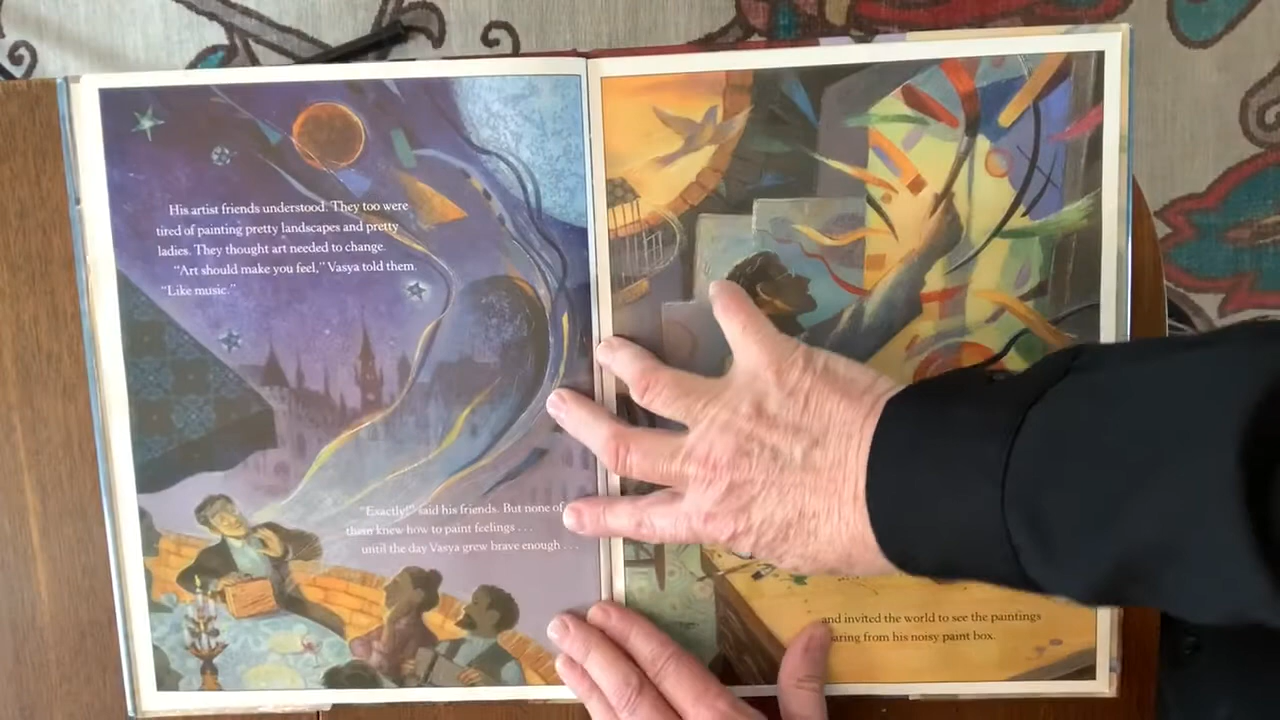 His artist friends understood. They too were
tired of painting pretty landscapes and pretty
ladies. They thought art needed to change.
"Art should make you feel," Vasya told them.
"Like music."
"Exactly!" said his friends. But none of
them knew how to paint feelings . . .
until the day Vasya grew brave enough . . .
and invited the world to see the paintings
from his noisy paint box.